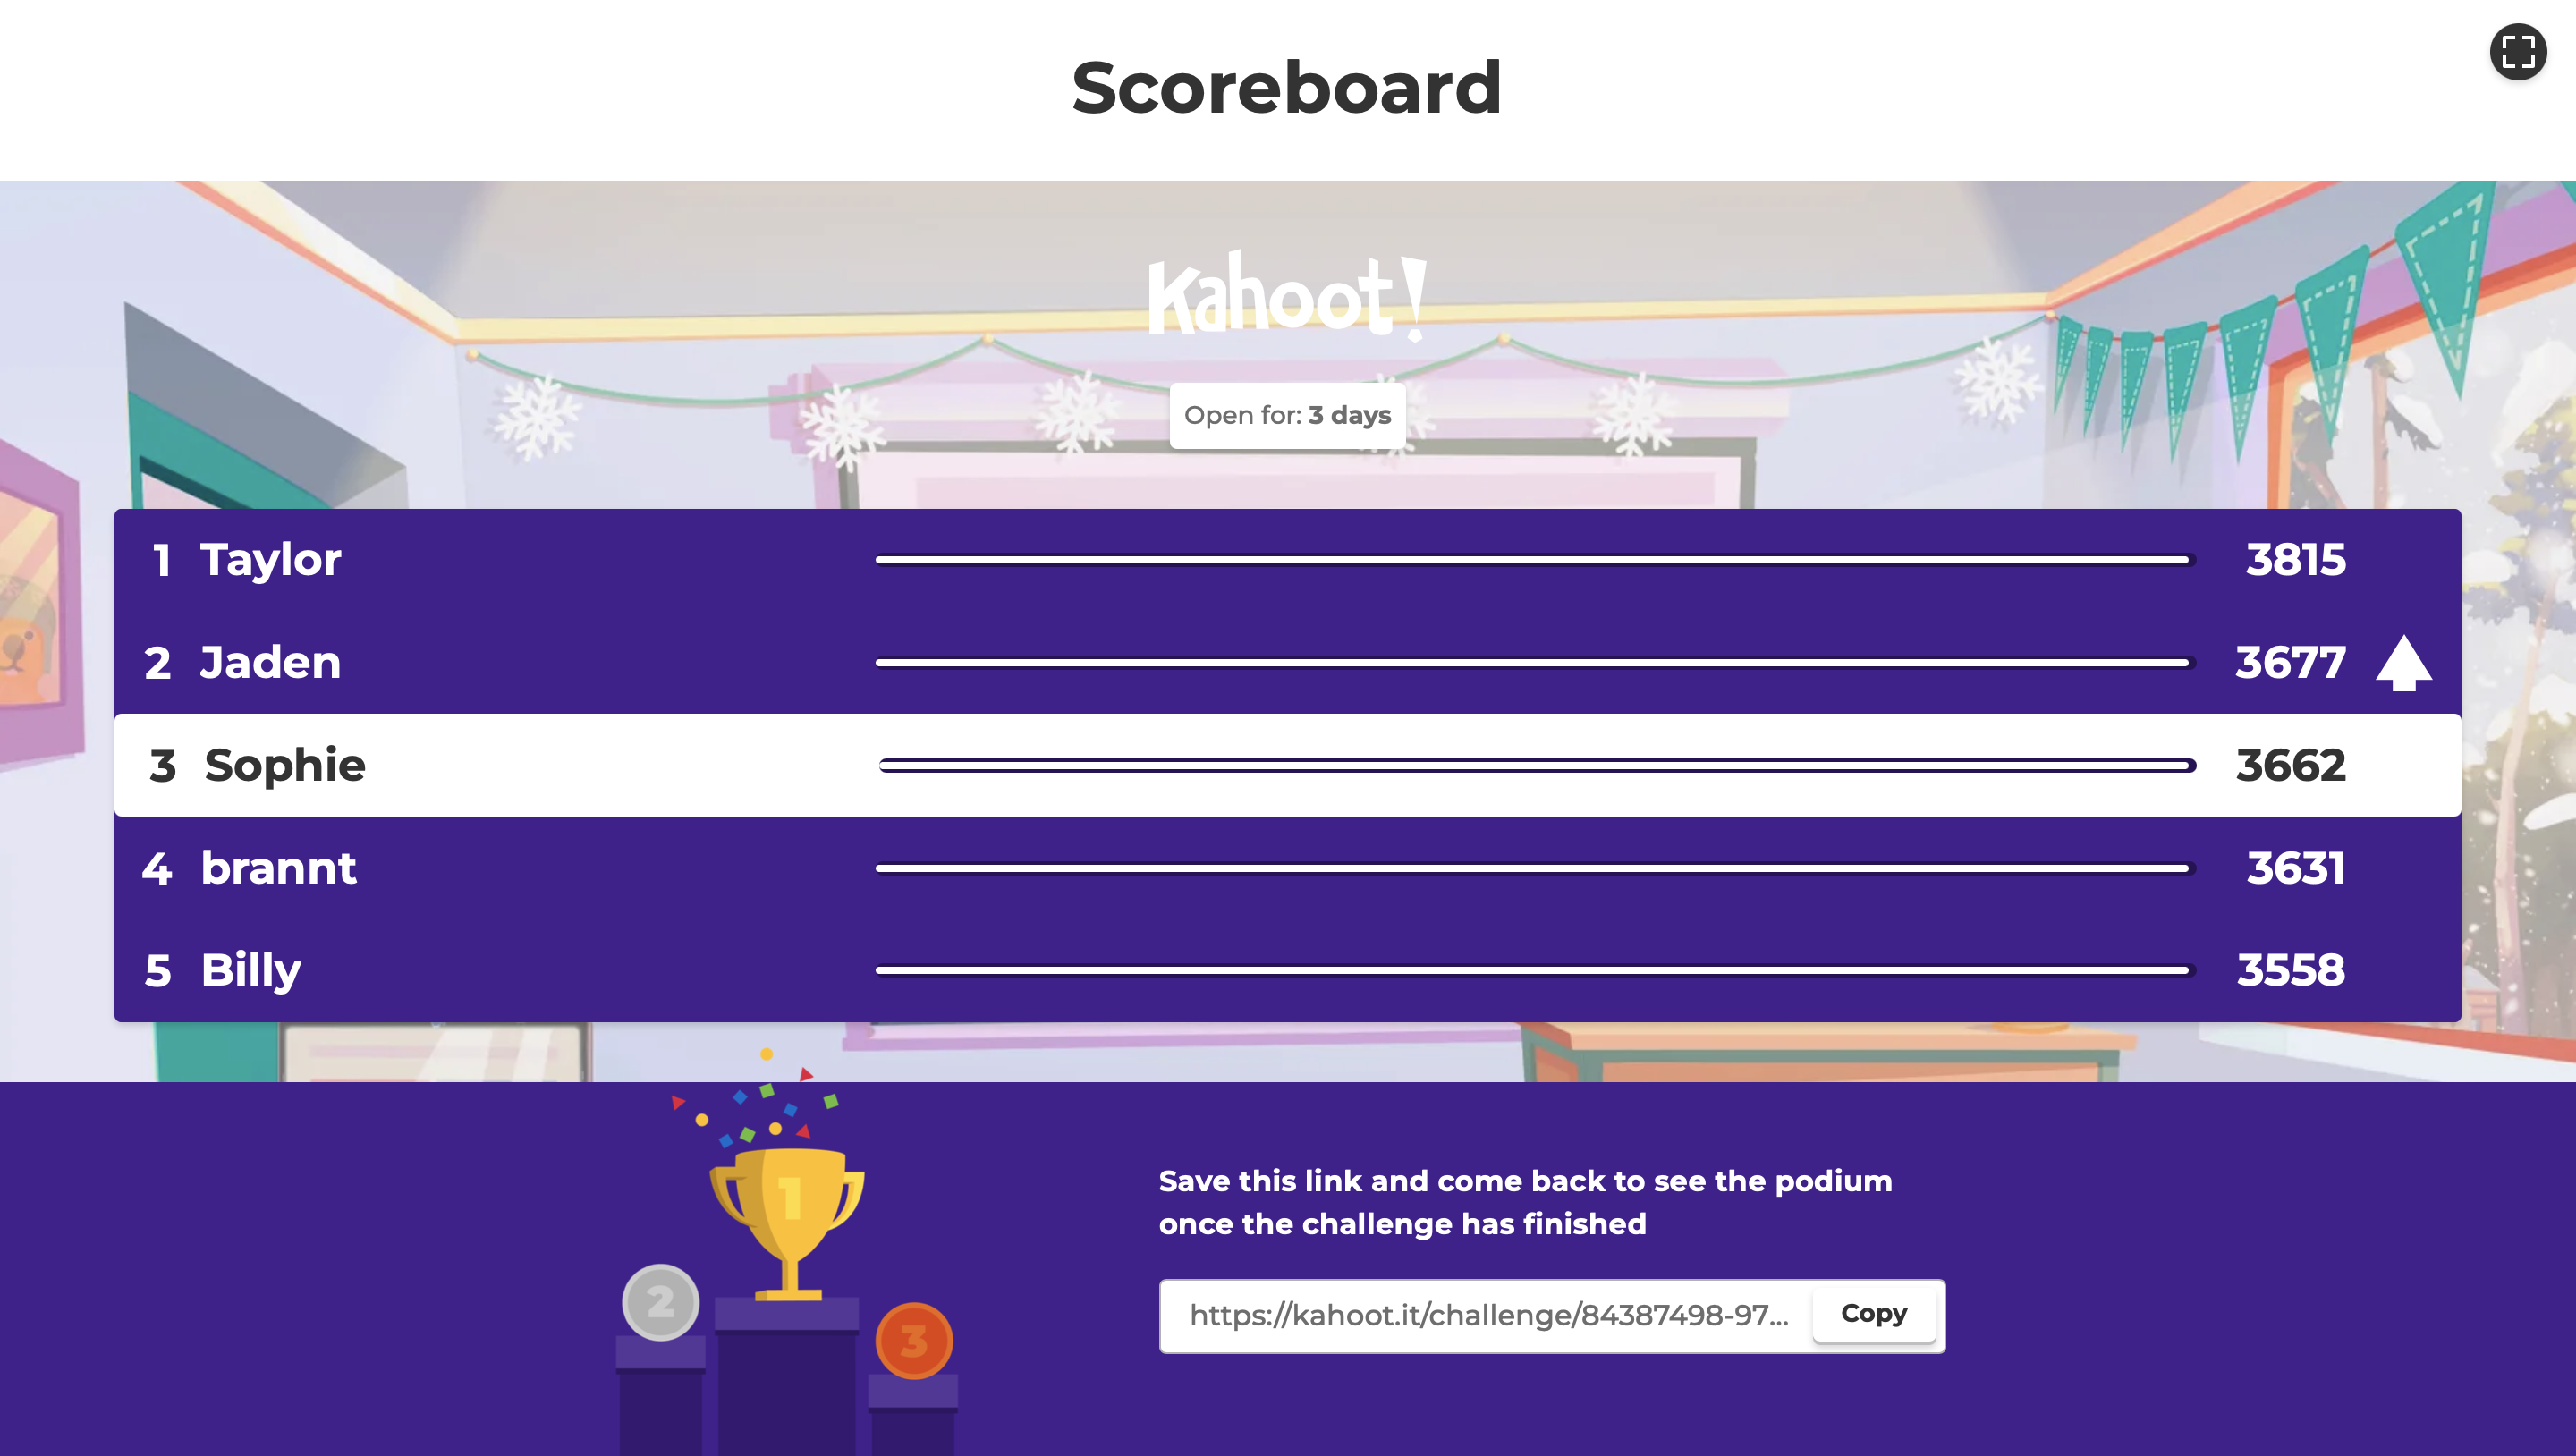 Scoreboard
Kahoot!
Open for: 3 days
1 Taylor 3815
2 Jaden 3677
3 Sophie 3662
4 brannt 3631
5 Billy 3558
1
2
3
Save this link and come back to see the podium
once the challenge has finished
https://kahoot.it/challenge/84387498-97... Copy